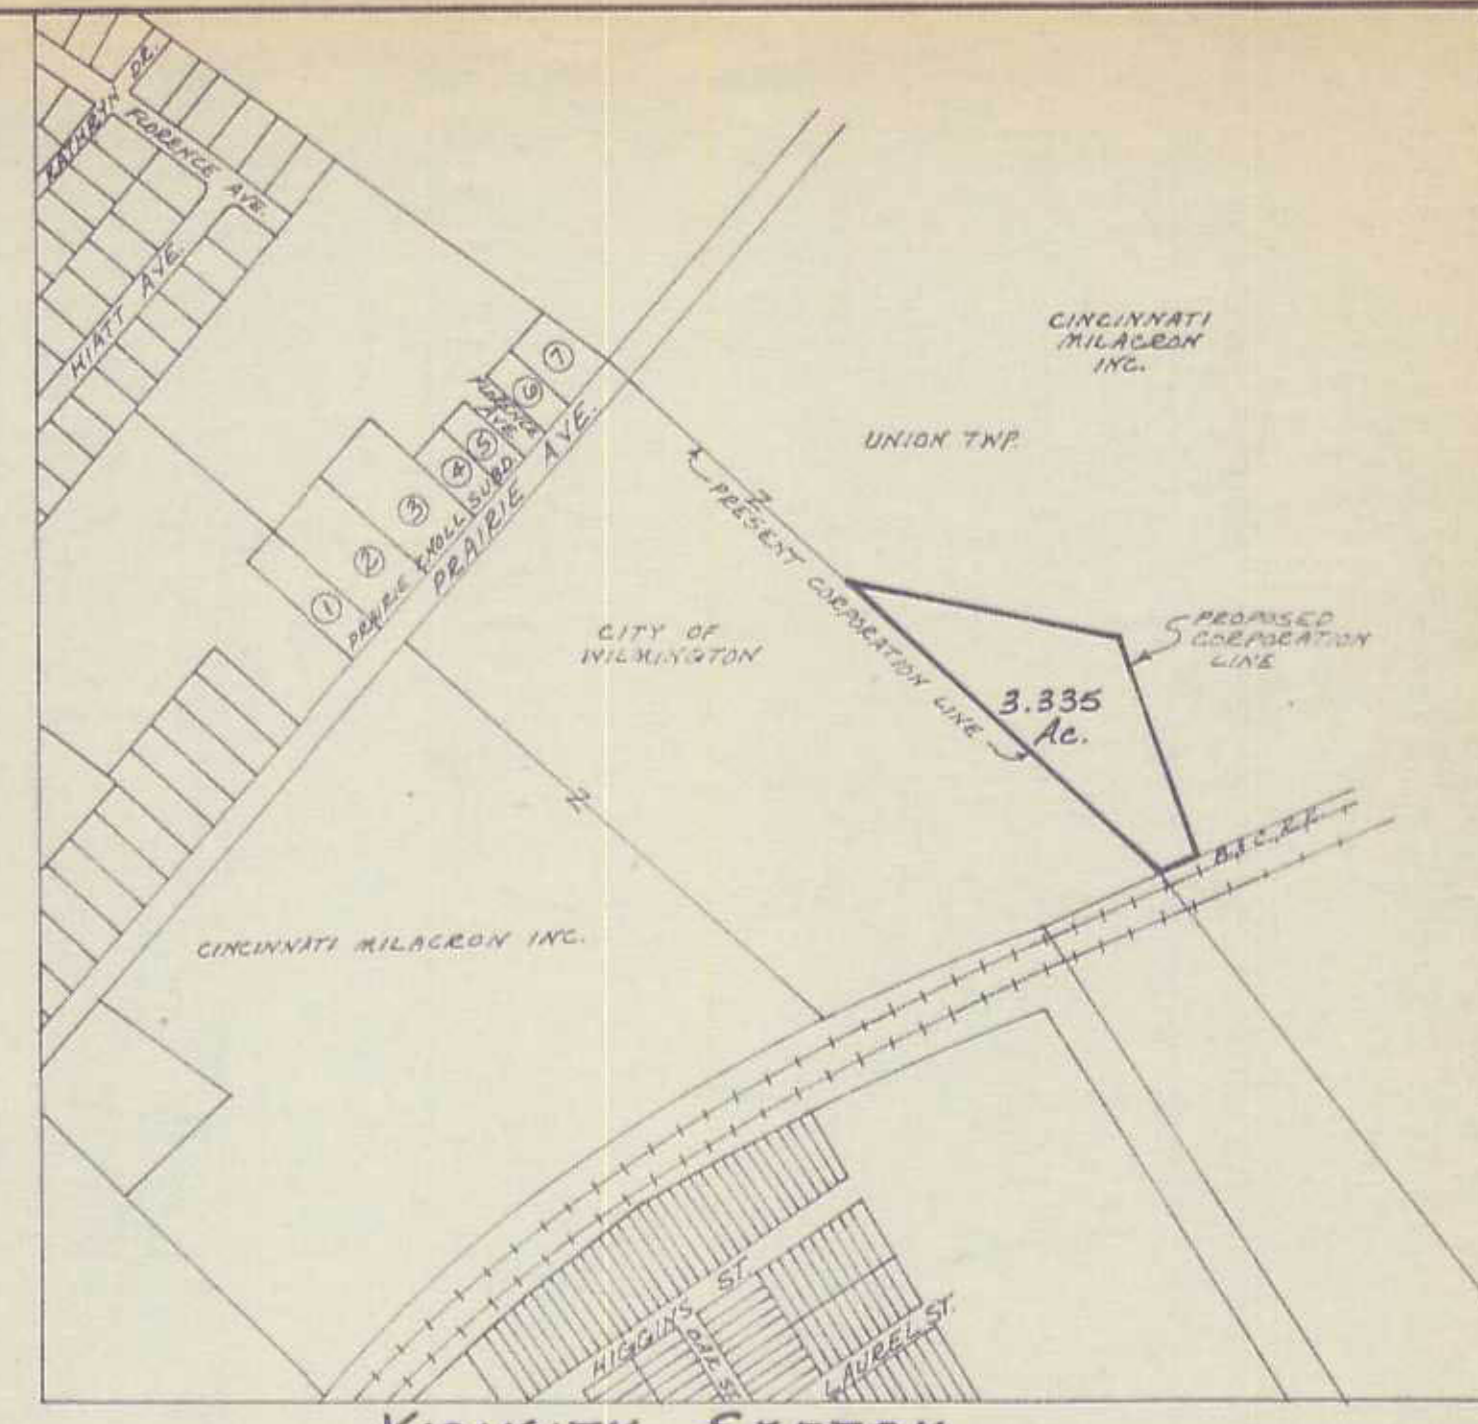 KATHRYN DR.
FLORENCE AVE.
HIATT AVE.
CINCINNATI
MILACRON
INC.
UNION TWP.
7
6
FLORENCE
AVE.
5
4
3
2
1
PRAIRIE KNOLL SUBD.
PRAIRIE AVE.
Z
PRESENT CORPORATION LINE
CITY OF
WILMINGTON
PROPOSED
CORPORATION
LINE
3.335
Ac.
Z
B. & O. R.R.
CINCINNATI MILACRON INC.
HIGGINS ST.
OAK ST.
LAUREL ST.
VICINITY SKETCH